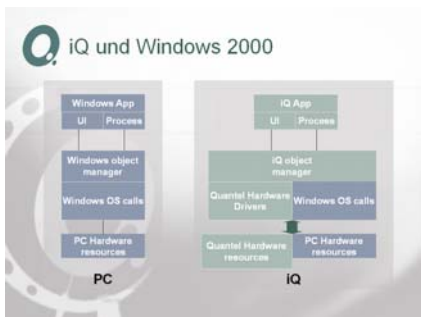 iQ und Windows 2000
Windows App
UI Process
Windows object
manager
Windows OS calls
PC Hardware
resources
PC
iQ App
UI Process
iQ object
manager
Quantel Hardware
Drivers
Windows OS calls
Quantel Hardware
resources
PC Hardware
resources
iQ